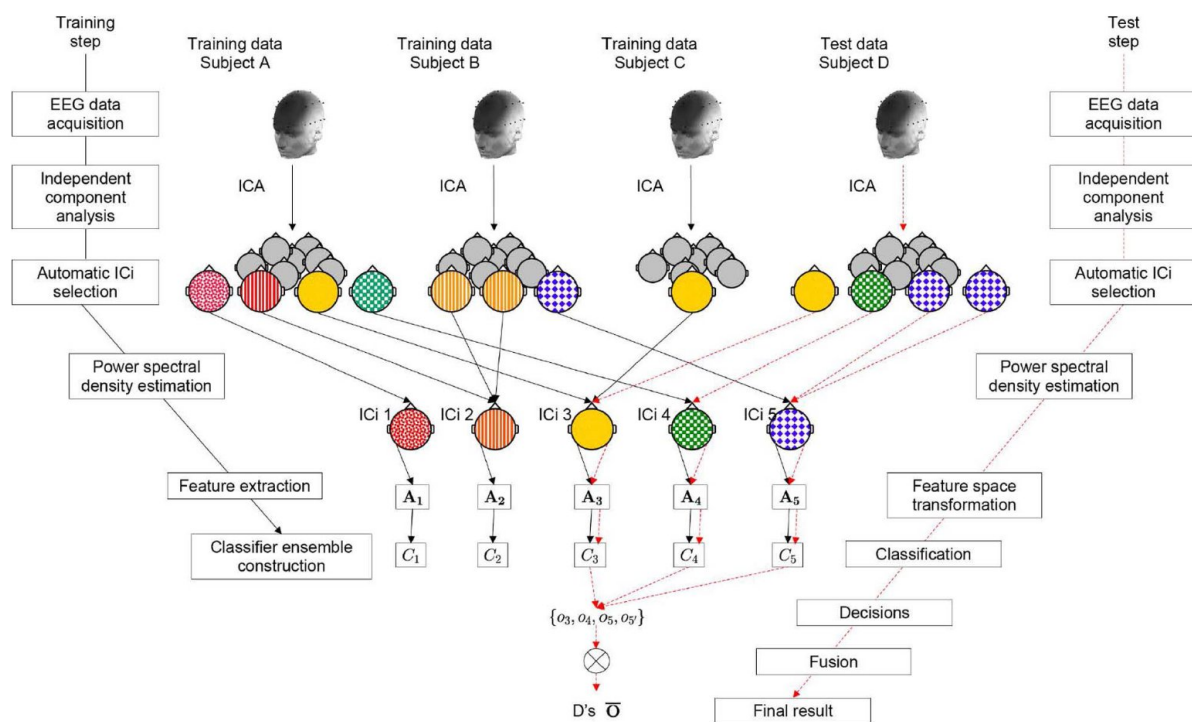 Training
step
EEG data
acquisition
Independent
component
analysis
Automatic ICi
selection
Power spectral
density estimation
Feature extraction
Classifier ensemble
construction
Training data
Subject A
Training data
Subject B
Training data
Subject C
Test data
Subject D
ICA
ICA
ICA
ICA
ICi 1
ICi 2
ICi 3
ICi 4
ICi 5
A₁
A₂
A₃
A₄
A₅
C₁
C₂
C₃
C₄
C₅
{o₃, o₄, o₅, o₅′}
D's O̅
Test
step
EEG data
acquisition
Independent
component
analysis
Automatic ICi
selection
Power spectral
density estimation
Feature space
transformation
Classification
Decisions
Fusion
Final result